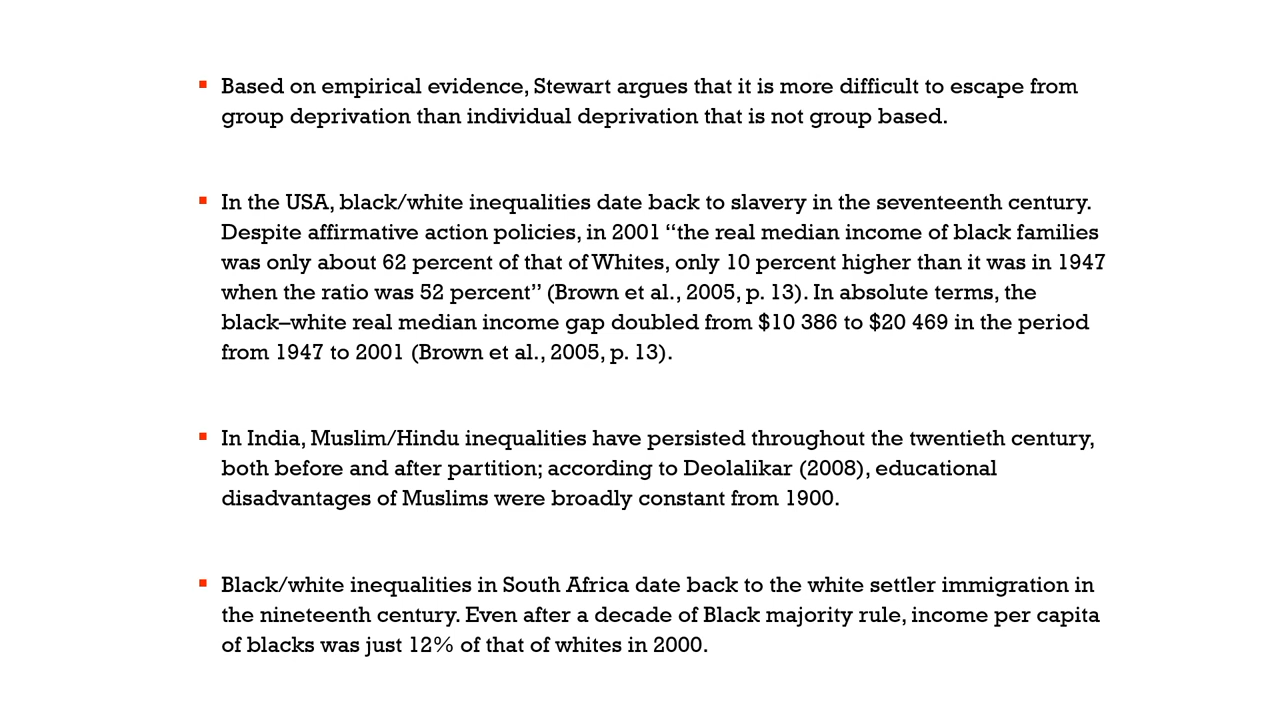 ▪ Based on empirical evidence, Stewart argues that it is more difficult to escape from
group deprivation than individual deprivation that is not group based.
▪ In the USA, black/white inequalities date back to slavery in the seventeenth century.
Despite affirmative action policies, in 2001 “the real median income of black families
was only about 62 percent of that of Whites, only 10 percent higher than it was in 1947
when the ratio was 52 percent” (Brown et al., 2005, p. 13). In absolute terms, the
black–white real median income gap doubled from $10 386 to $20 469 in the period
from 1947 to 2001 (Brown et al., 2005, p. 13).
▪ In India, Muslim/Hindu inequalities have persisted throughout the twentieth century,
both before and after partition; according to Deolalikar (2008), educational
disadvantages of Muslims were broadly constant from 1900.
▪ Black/white inequalities in South Africa date back to the white settler immigration in
the nineteenth century. Even after a decade of Black majority rule, income per capita
of blacks was just 12% of that of whites in 2000.